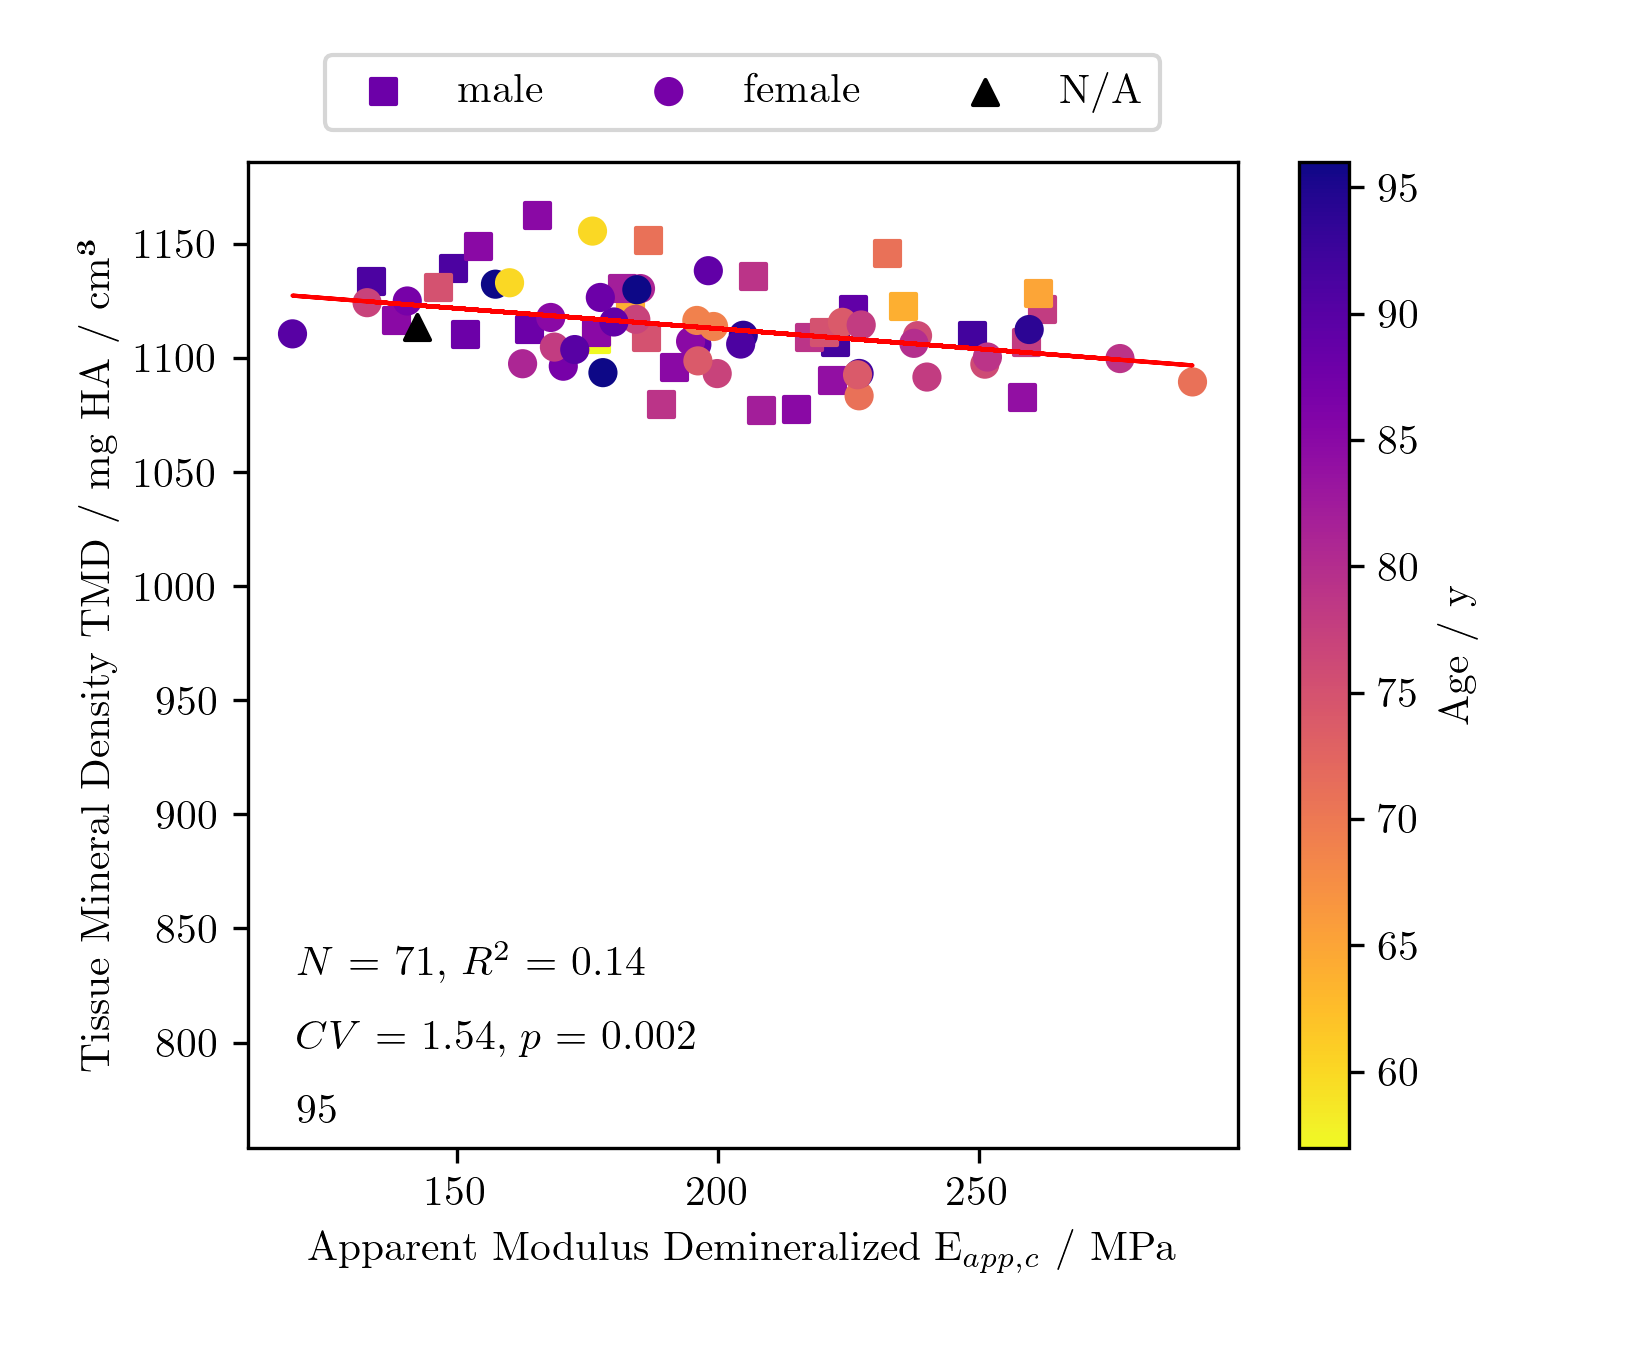 male female N/A
Tissue Mineral Density TMD / mg HA / cm³
1150
1100
1050
1000
950
900
850
800
N = 71, R² = 0.14
CV = 1.54, p = 0.002
95
150 200 250
Apparent Modulus Demineralized E_app,c / MPa
95
90
85
80
75
70
65
60
Age / y